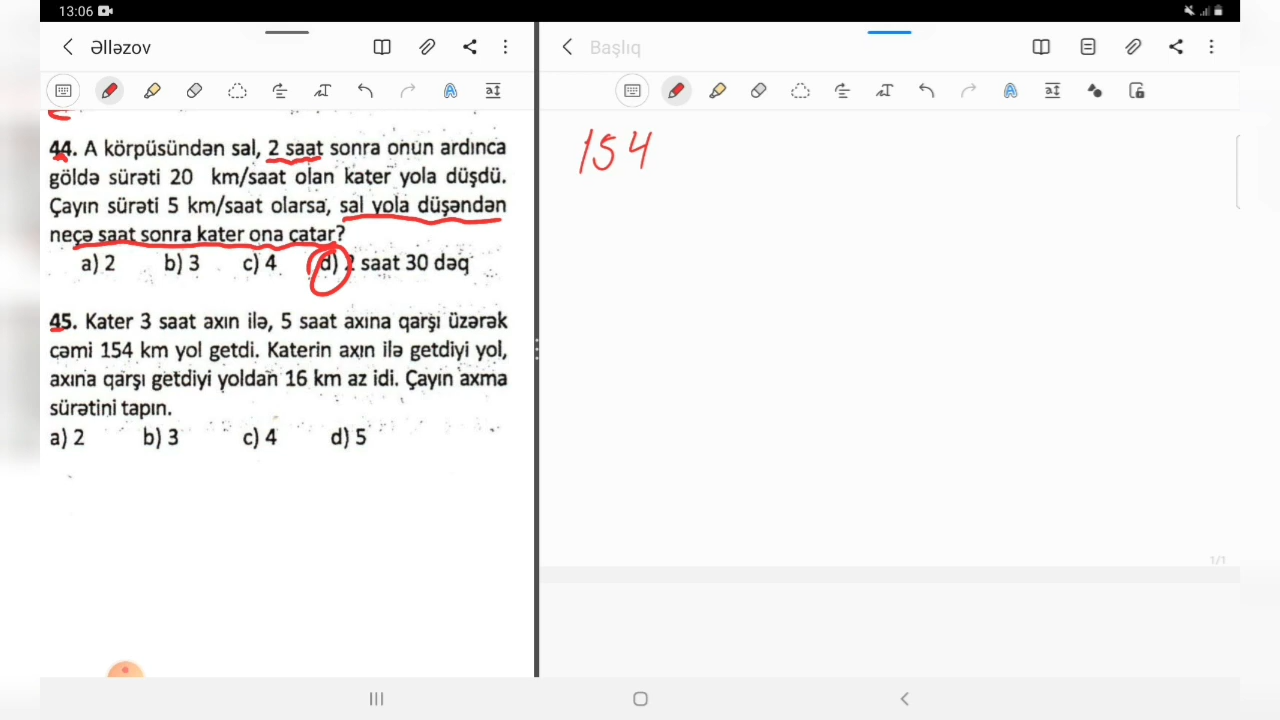 13:06
Əlləzov
Başlıq
44. A körpüsündən sal, 2 saat sonra onun ardınca
göldə sürəti 20 km/saat olan kater yola düşdü.
Çayın sürəti 5 km/saat olarsa, sal yola düşəndən
neçə saat sonra kater ona çatar?
a) 2 b) 3 c) 4 d) 2 saat 30 dəq
45. Kater 3 saat axın ilə, 5 saat axına qarşı üzərək
cəmi 154 km yol getdi. Katerin axın ilə getdiyi yol,
axına qarşı getdiyi yoldan 16 km az idi. Çayın axma
sürətini tapın.
a) 2 b) 3 c) 4 d) 5
154
1/1